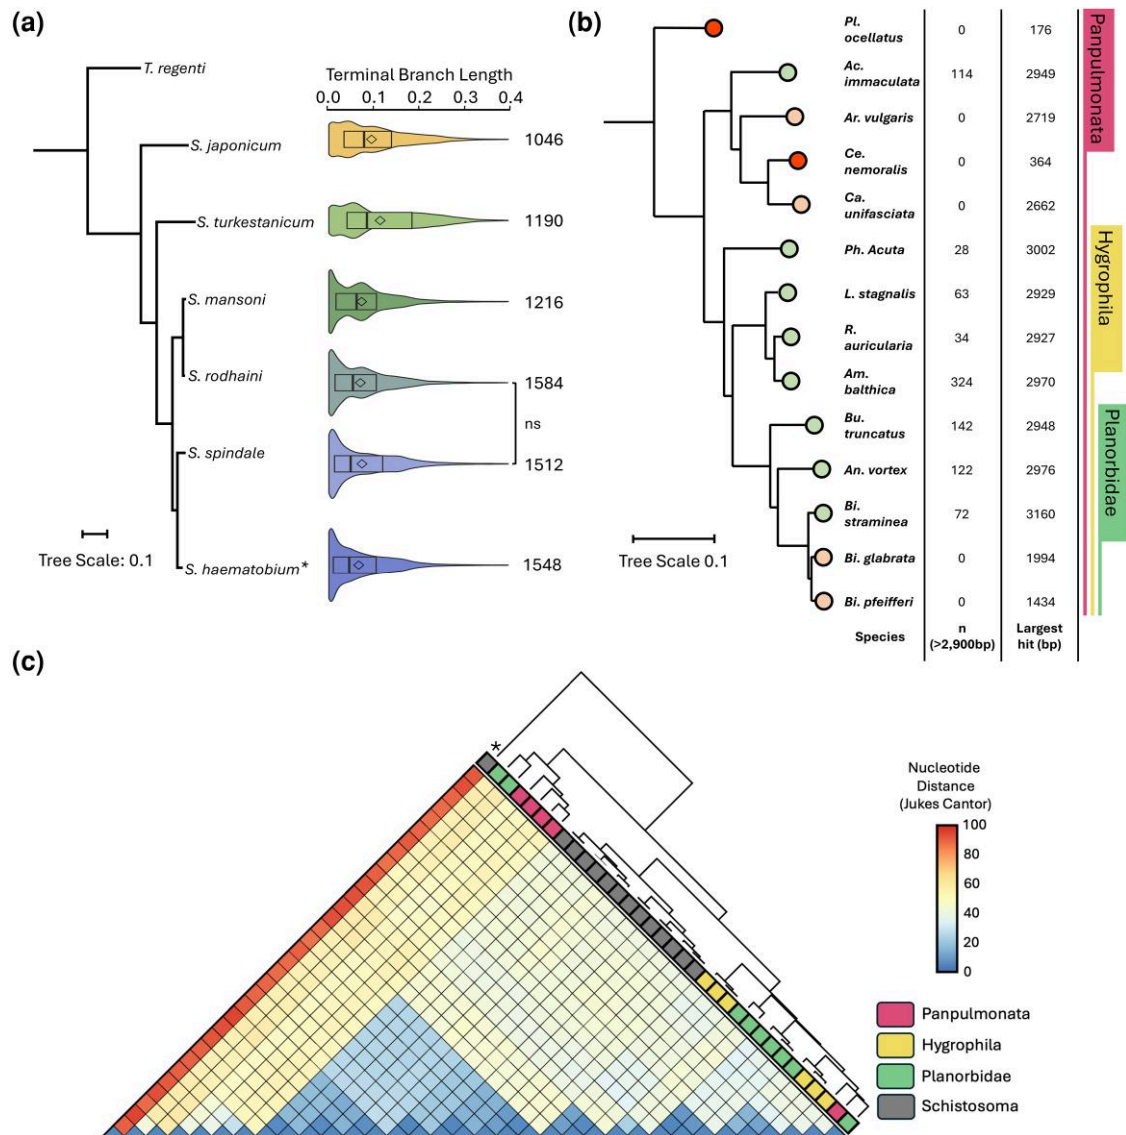 (a)
T. regenti
S. japonicum
S. turkestanicum
S. mansoni
S. rodhaini
S. spindale
S. haematobium*
Tree Scale: 0.1
Terminal Branch Length
0.0 0.1 0.2 0.3 0.4
1046
1190
1216
1584
ns
1512
1548
(b)
Pl.
ocellatus 0 176
Ac.
immaculata 114 2949
Ar. vulgaris 0 2719
Ce.
nemoralis 0 364
Ca.
unifasciata 0 2662
Ph. Acuta 28 3002
L. stagnalis 63 2929
R.
auricularia 34 2927
Am.
balthica 324 2970
Bu.
truncatus 142 2948
An. vortex 122 2976
Bi.
straminea 72 3160
Bi. glabrata 0 1994
Bi. pfeifferi 0 1434
Species n Largest
(>2,900bp) hit (bp)
Tree Scale 0.1
Panpulmonata
Hygrophila
Planorbidae
(c)
*
Nucleotide
Distance
(Jukes Cantor)
100
80
60
40
20
0
Panpulmonata
Hygrophila
Planorbidae
Schistosoma